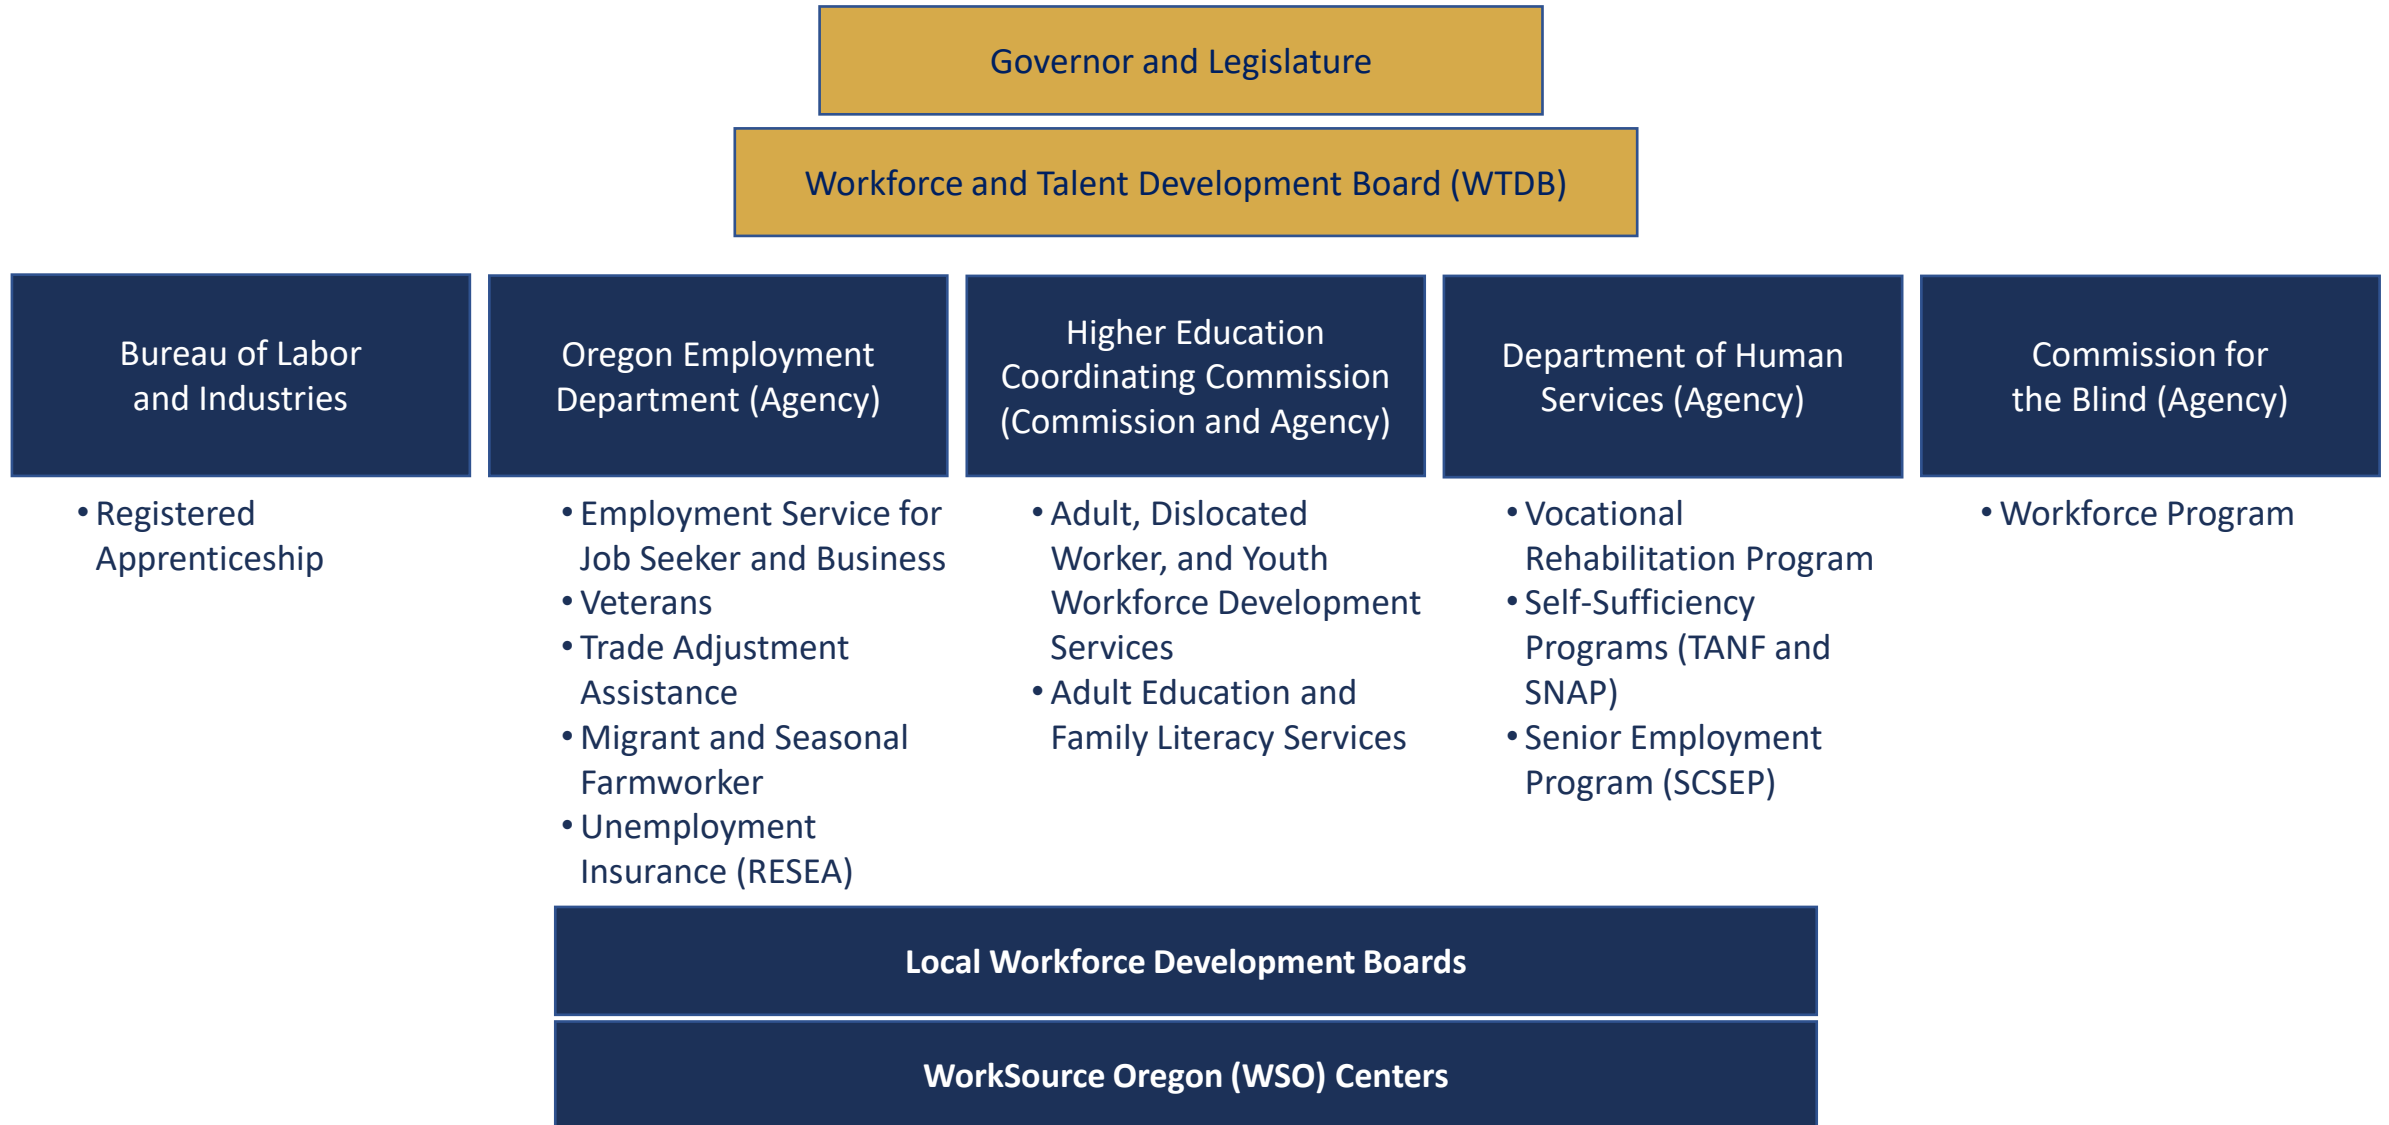 Governor and Legislature
Workforce and Talent Development Board (WTDB)
Bureau of Labor
and Industries
Oregon Employment
Department (Agency)
Higher Education
Coordinating Commission
(Commission and Agency)
Department of Human
Services (Agency)
Commission for
the Blind (Agency)
• Registered
Apprenticeship
• Employment Service for
Job Seeker and Business
• Veterans
• Trade Adjustment
Assistance
• Migrant and Seasonal
Farmworker
• Unemployment
Insurance (RESEA)
• Adult, Dislocated
Worker, and Youth
Workforce Development
Services
• Adult Education and
Family Literacy Services
• Vocational
Rehabilitation Program
• Self-Sufficiency
Programs (TANF and
SNAP)
• Senior Employment
Program (SCSEP)
• Workforce Program
Local Workforce Development Boards
WorkSource Oregon (WSO) Centers